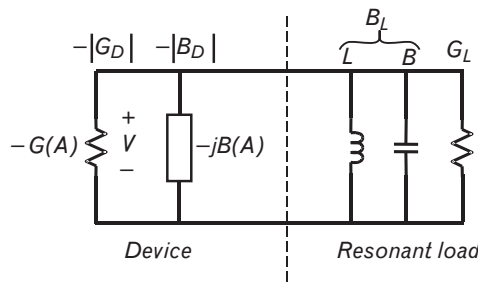 B_L
−|G_D| −|B_D| L B G_L
−G(A) + V − −jB(A)
Device Resonant load